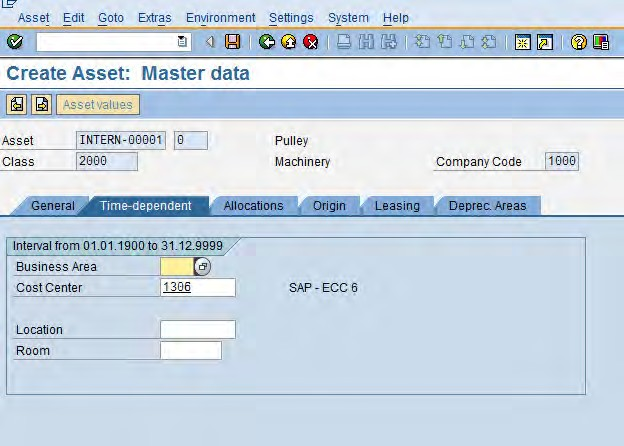 Asset Edit Goto Extras Environment Settings System Help
Create Asset: Master data
Asset values
Asset INTERN-00001 0 Pulley
Class 2000 Machinery Company Code 1000
General Time-dependent Allocations Origin Leasing Deprec. Areas
Interval from 01.01.1900 to 31.12.9999
Business Area
Cost Center 1306 SAP - ECC 6
Location
Room